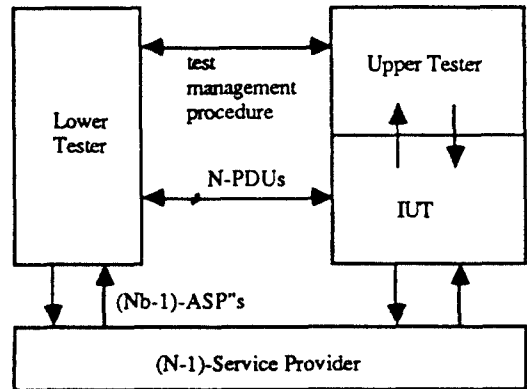 test
management
procedure
Upper Tester
Lower
Tester
N-PDUs
IUT
(Nb-1)-ASP"s
(N-1)-Service Provider